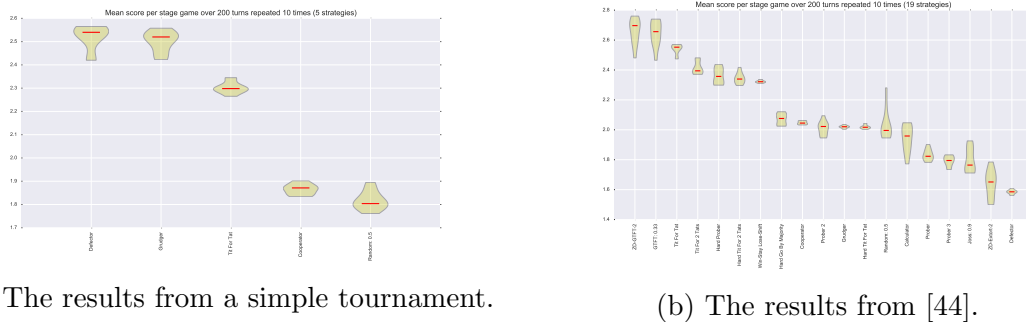 Mean score per stage game over 200 turns repeated 10 times (5 strategies)
2.6
2.5
2.4
2.3
2.2
2.1
2.0
1.9
1.8
1.7
Defector
Grudger
Tit For Tat
Cooperator
Random: 0.5
The results from a simple tournament.
Mean score per stage game over 200 turns repeated 10 times (19 strategies)
2.8
2.6
2.4
2.2
2.0
1.8
1.6
1.4
ZD-GTFT-2
GTFT: 0.33
Tit For Tat
Tit For 2 Tats
Hard Prober
Hard Tit For 2 Tats
Win-Stay Lose-Shift
Hard Go By Majority
Cooperator
Prober 2
Grudger
Hard Tit For Tat
Random: 0.5
Calculator
Prober
Prober 3
Joss: 0.9
ZD-Extort-2
Defector
(b) The results from [44].